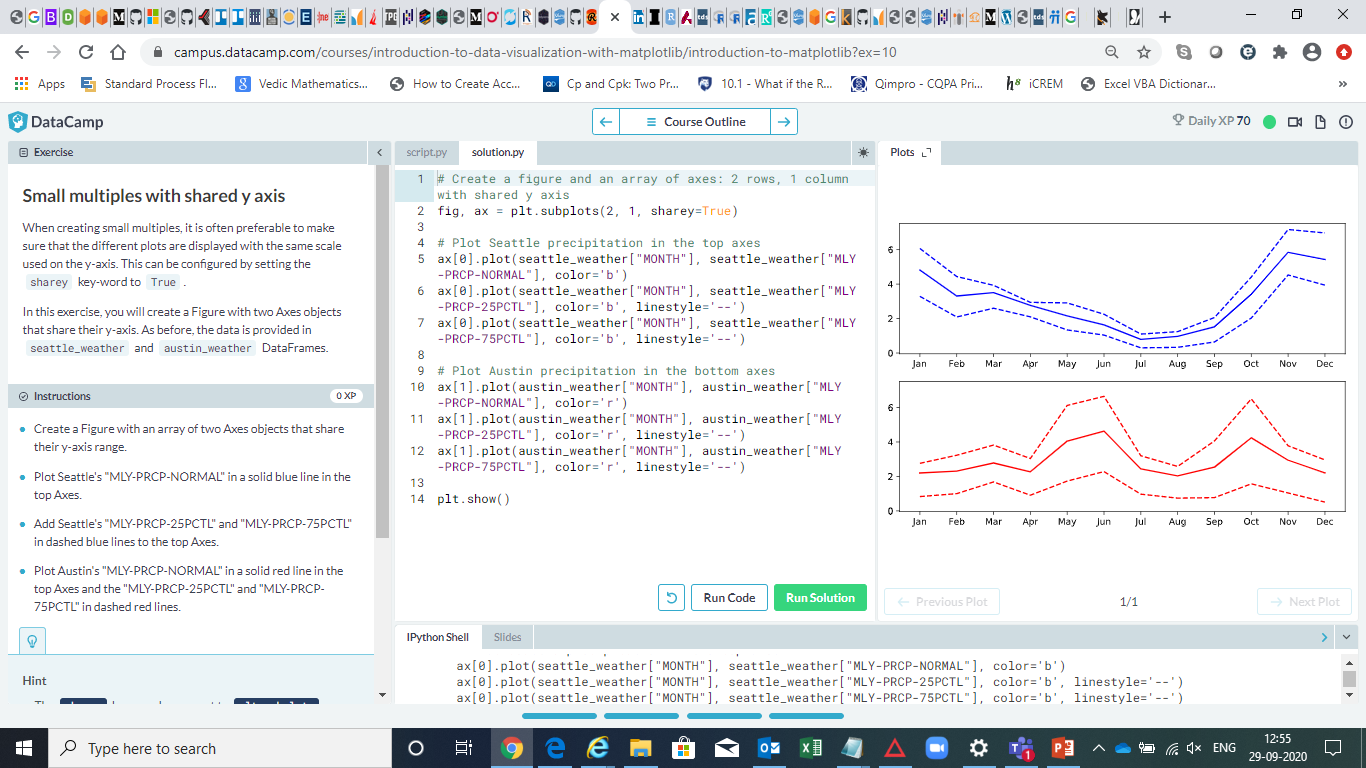 campus.datacamp.com/courses/introduction-to-data-visualization-with-matplotlib/introduction-to-matplotlib?ex=10
Apps
Standard Process Fl...
Vedic Mathematics...
How to Create Acc...
Cp and Cpk: Two Pr...
10.1 - What if the R...
Qimpro - CQPA Pri...
iCREM
Excel VBA Dictionar...
DataCamp
Course Outline
Daily XP 70
Exercise
Small multiples with shared y axis
When creating small multiples, it is often preferable to make
sure that the different plots are displayed with the same scale
used on the y-axis. This can be configured by setting the
sharey key-word to True .
In this exercise, you will create a Figure with two Axes objects
that share their y-axis. As before, the data is provided in
seattle_weather and austin_weather DataFrames.
Instructions
0 XP
Create a Figure with an array of two Axes objects that share
their y-axis range.
Plot Seattle's "MLY-PRCP-NORMAL" in a solid blue line in the
top Axes.
Add Seattle's "MLY-PRCP-25PCTL" and "MLY-PRCP-75PCTL"
in dashed blue lines to the top Axes.
Plot Austin's "MLY-PRCP-NORMAL" in a solid red line in the
top Axes and the "MLY-PRCP-25PCTL" and "MLY-PRCP-
75PCTL" in dashed red lines.
Hint
script.py
solution.py
1 # Create a figure and an array of axes: 2 rows, 1 column
with shared y axis
2 fig, ax = plt.subplots(2, 1, sharey=True)
3
4 # Plot Seattle precipitation in the top axes
5 ax[0].plot(seattle_weather["MONTH"], seattle_weather["MLY
-PRCP-NORMAL"], color='b')
6 ax[0].plot(seattle_weather["MONTH"], seattle_weather["MLY
-PRCP-25PCTL"], color='b', linestyle='--')
7 ax[0].plot(seattle_weather["MONTH"], seattle_weather["MLY
-PRCP-75PCTL"], color='b', linestyle='--')
8
9 # Plot Austin precipitation in the bottom axes
10 ax[1].plot(austin_weather["MONTH"], austin_weather["MLY
-PRCP-NORMAL"], color='r')
11 ax[1].plot(austin_weather["MONTH"], austin_weather["MLY
-PRCP-25PCTL"], color='r', linestyle='--')
12 ax[1].plot(austin_weather["MONTH"], austin_weather["MLY
-PRCP-75PCTL"], color='r', linestyle='--')
13
14 plt.show()
Run Code
Run Solution
Plots
6
4
2
0
Jan Feb Mar Apr May Jun Jul Aug Sep Oct Nov Dec
6
4
2
0
Jan Feb Mar Apr May Jun Jul Aug Sep Oct Nov Dec
Previous Plot
1/1
Next Plot
IPython Shell
Slides
ax[0].plot(seattle_weather["MONTH"], seattle_weather["MLY-PRCP-NORMAL"], color='b')
ax[0].plot(seattle_weather["MONTH"], seattle_weather["MLY-PRCP-25PCTL"], color='b', linestyle='--')
ax[0].plot(seattle_weather["MONTH"], seattle_weather["MLY-PRCP-75PCTL"], color='b', linestyle='--')
Type here to search
ENG
12:55
29-09-2020